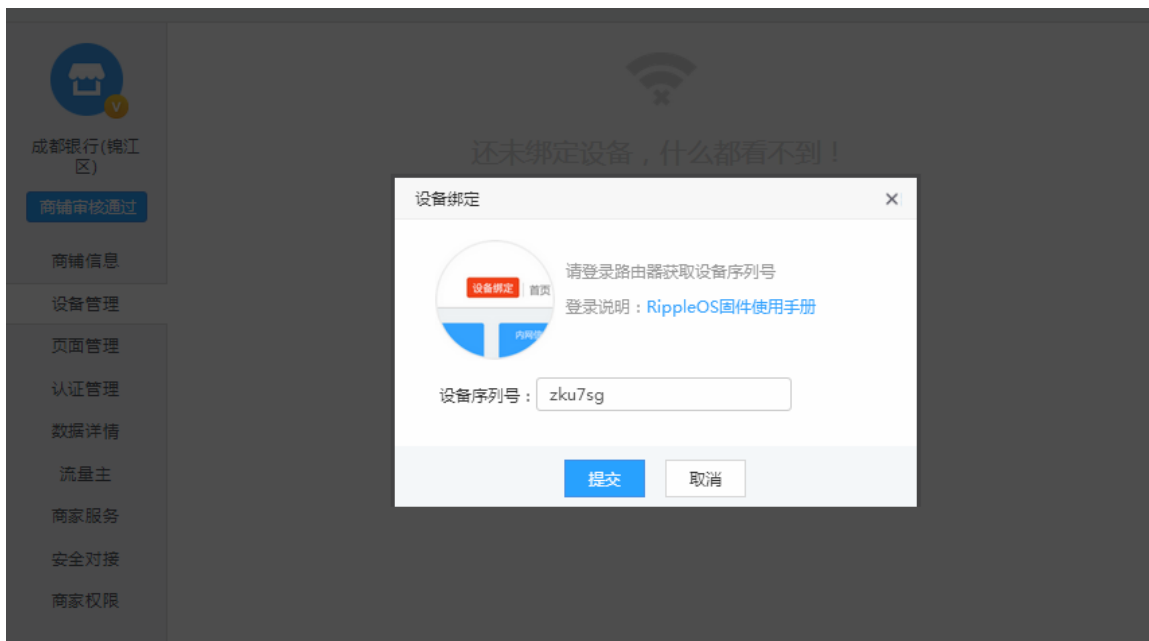 V
成都银行(锦江
区)
商铺审核通过
商铺信息
设备管理
页面管理
认证管理
数据详情
流量主
商家服务
安全对接
商家权限
还未绑定设备，什么都看不到！
设备绑定
设备绑定 首页
内网
请登录路由器获取设备序列号
登录说明：RippleOS固件使用手册
设备序列号： zku7sg
提交 取消